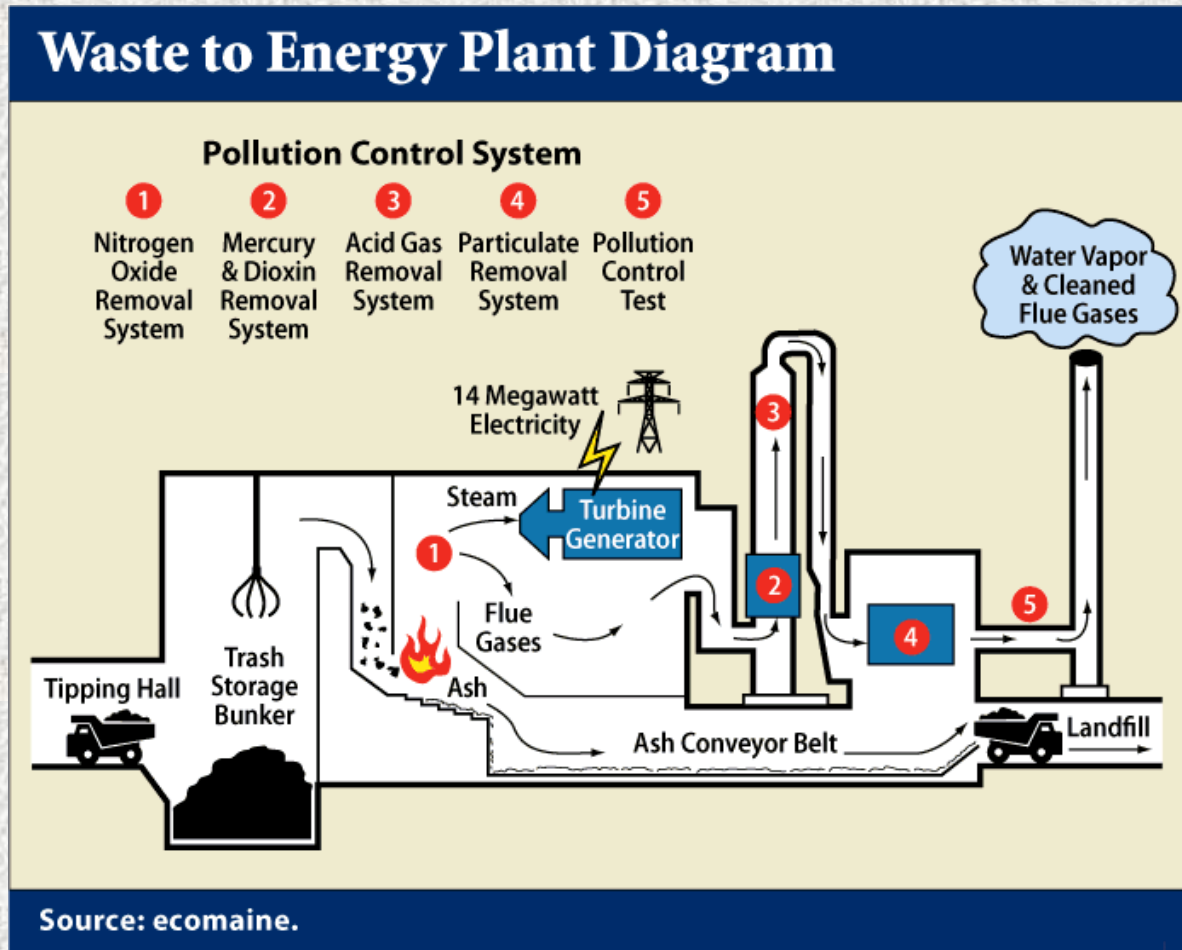 Waste to Energy Plant Diagram
Pollution Control System
1
Nitrogen
Oxide
Removal
System
2
Mercury
& Dioxin
Removal
System
3
Acid Gas
Removal
System
4
Particulate
Removal
System
5
Pollution
Control
Test
Water Vapor
& Cleaned
Flue Gases
14 Megawatt
Electricity
3
Steam
Turbine
Generator
1
2
Flue
Gases
5
4
Tipping Hall
Trash
Storage
Bunker
Ash
Ash Conveyor Belt
Landfill
Source: ecomaine.